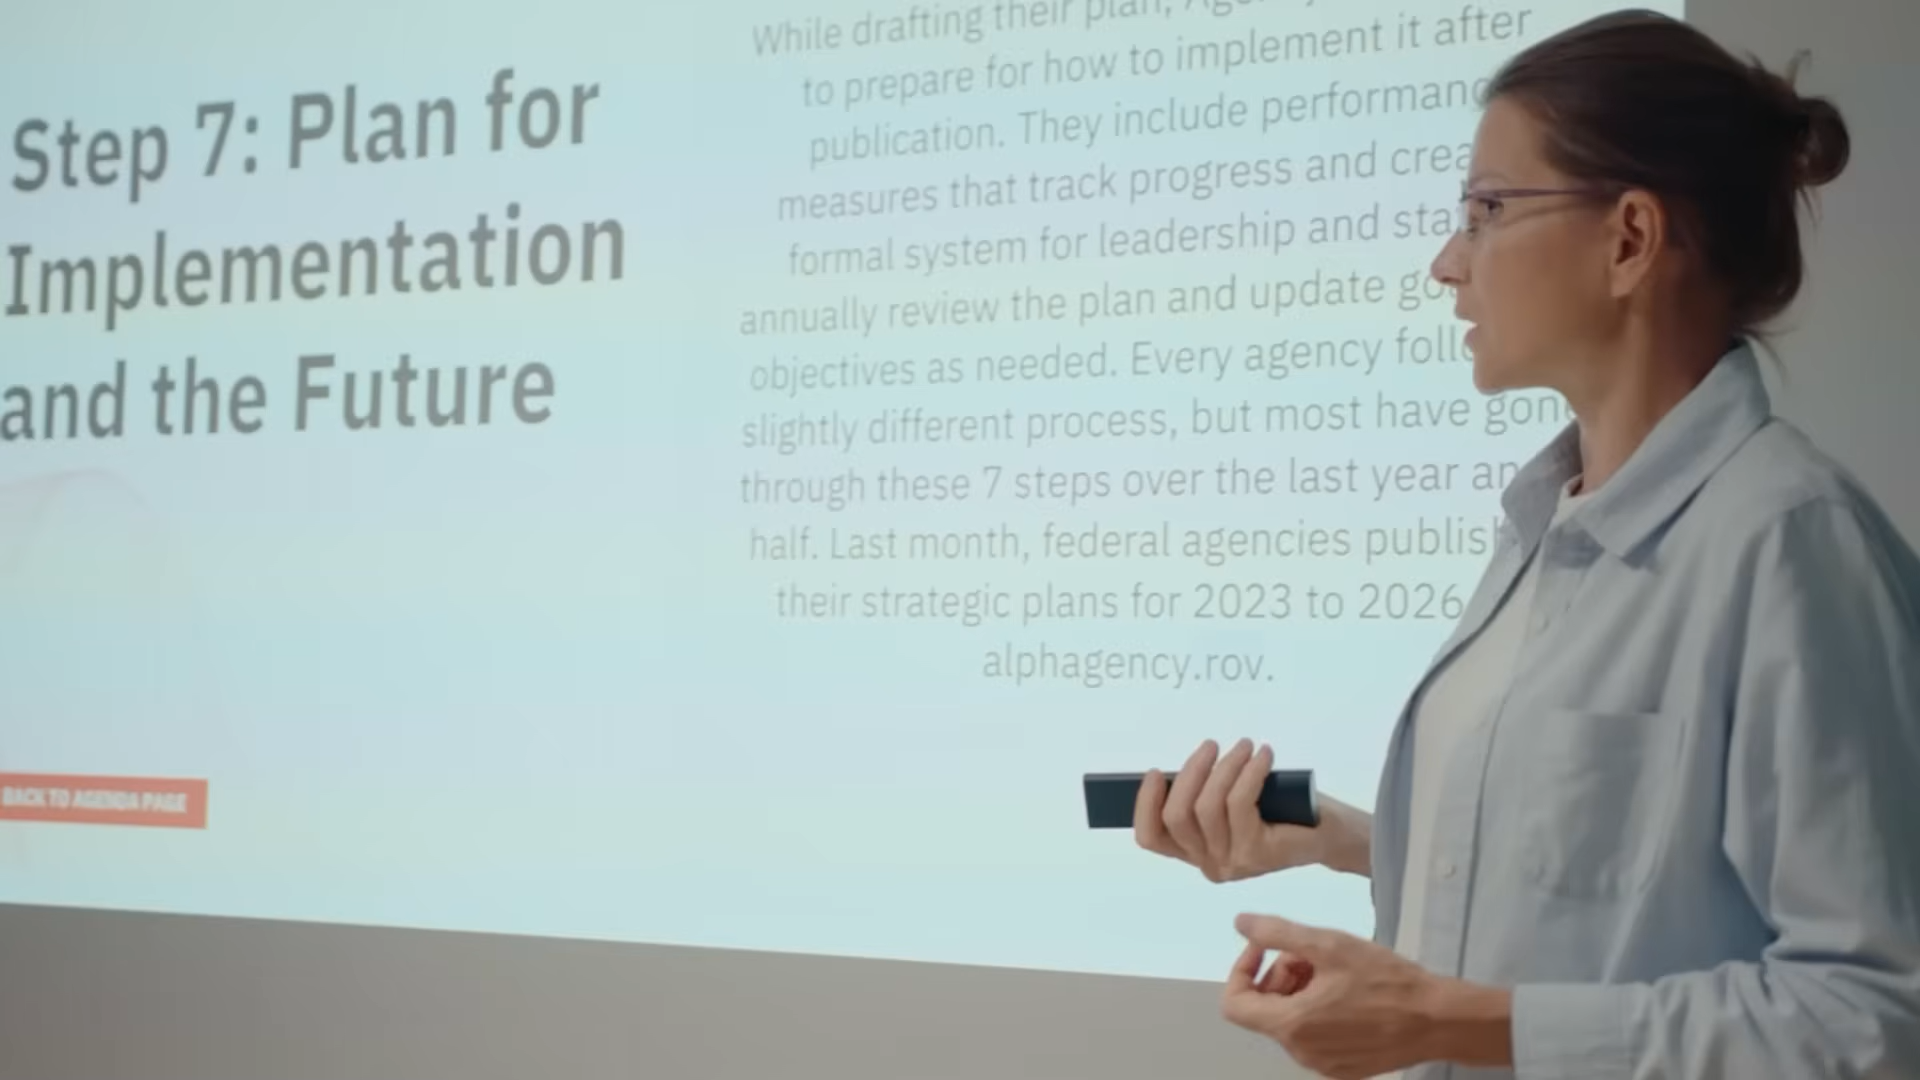 Step 7: Plan for
Implementation
and the Future
While drafting their plan,
to prepare for how to implement it after
publication. They include performanc
measures that track progress and crea
formal system for leadership and sta
annually review the plan and update go
objectives as needed. Every agency foll
slightly different process, but most have gon
through these 7 steps over the last year an
half. Last month, federal agencies publis
their strategic plans for 2023 to 2026
alphagency.rov.
BACK TO AGENDA PAGE